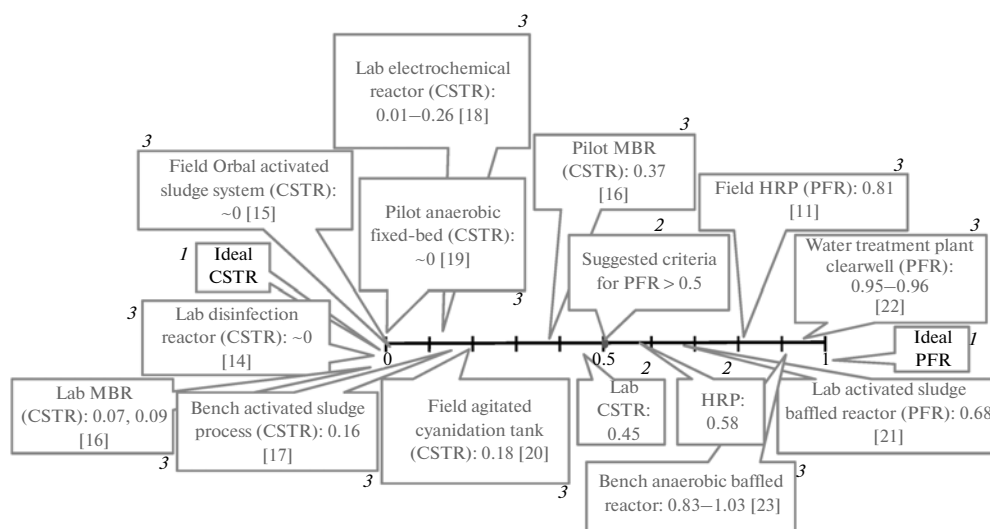 3
Lab electrochemical
reactor (CSTR):
0.01–0.26 [18]
3
Field Orbal activated
sludge system (CSTR):
~0 [15]
3
Pilot anaerobic
fixed-bed (CSTR):
~0 [19]
3
Pilot MBR
(CSTR): 0.37
[16]
2
Suggested criteria
for PFR > 0.5
3
Field HRP (PFR): 0.81
[11]
3
Water treatment plant
clearwell (PFR):
0.95–0.96
[22]
1
Ideal
CSTR
3
Lab disinfection
reactor (CSTR): ~0
[14]
0
0.5
1
1
Ideal
PFR
Lab MBR
(CSTR): 0.07, 0.09
[16]
3
Bench activated sludge
process (CSTR): 0.16
[17]
3
Field agitated
cyanidation tank
(CSTR): 0.18 [20]
3
2
Lab
CSTR:
0.45
2
HRP:
0.58
Lab activated sludge
baffled reactor (PFR): 0.68
[21]
3
Bench anaerobic baffled
reactor: 0.83–1.03 [23]